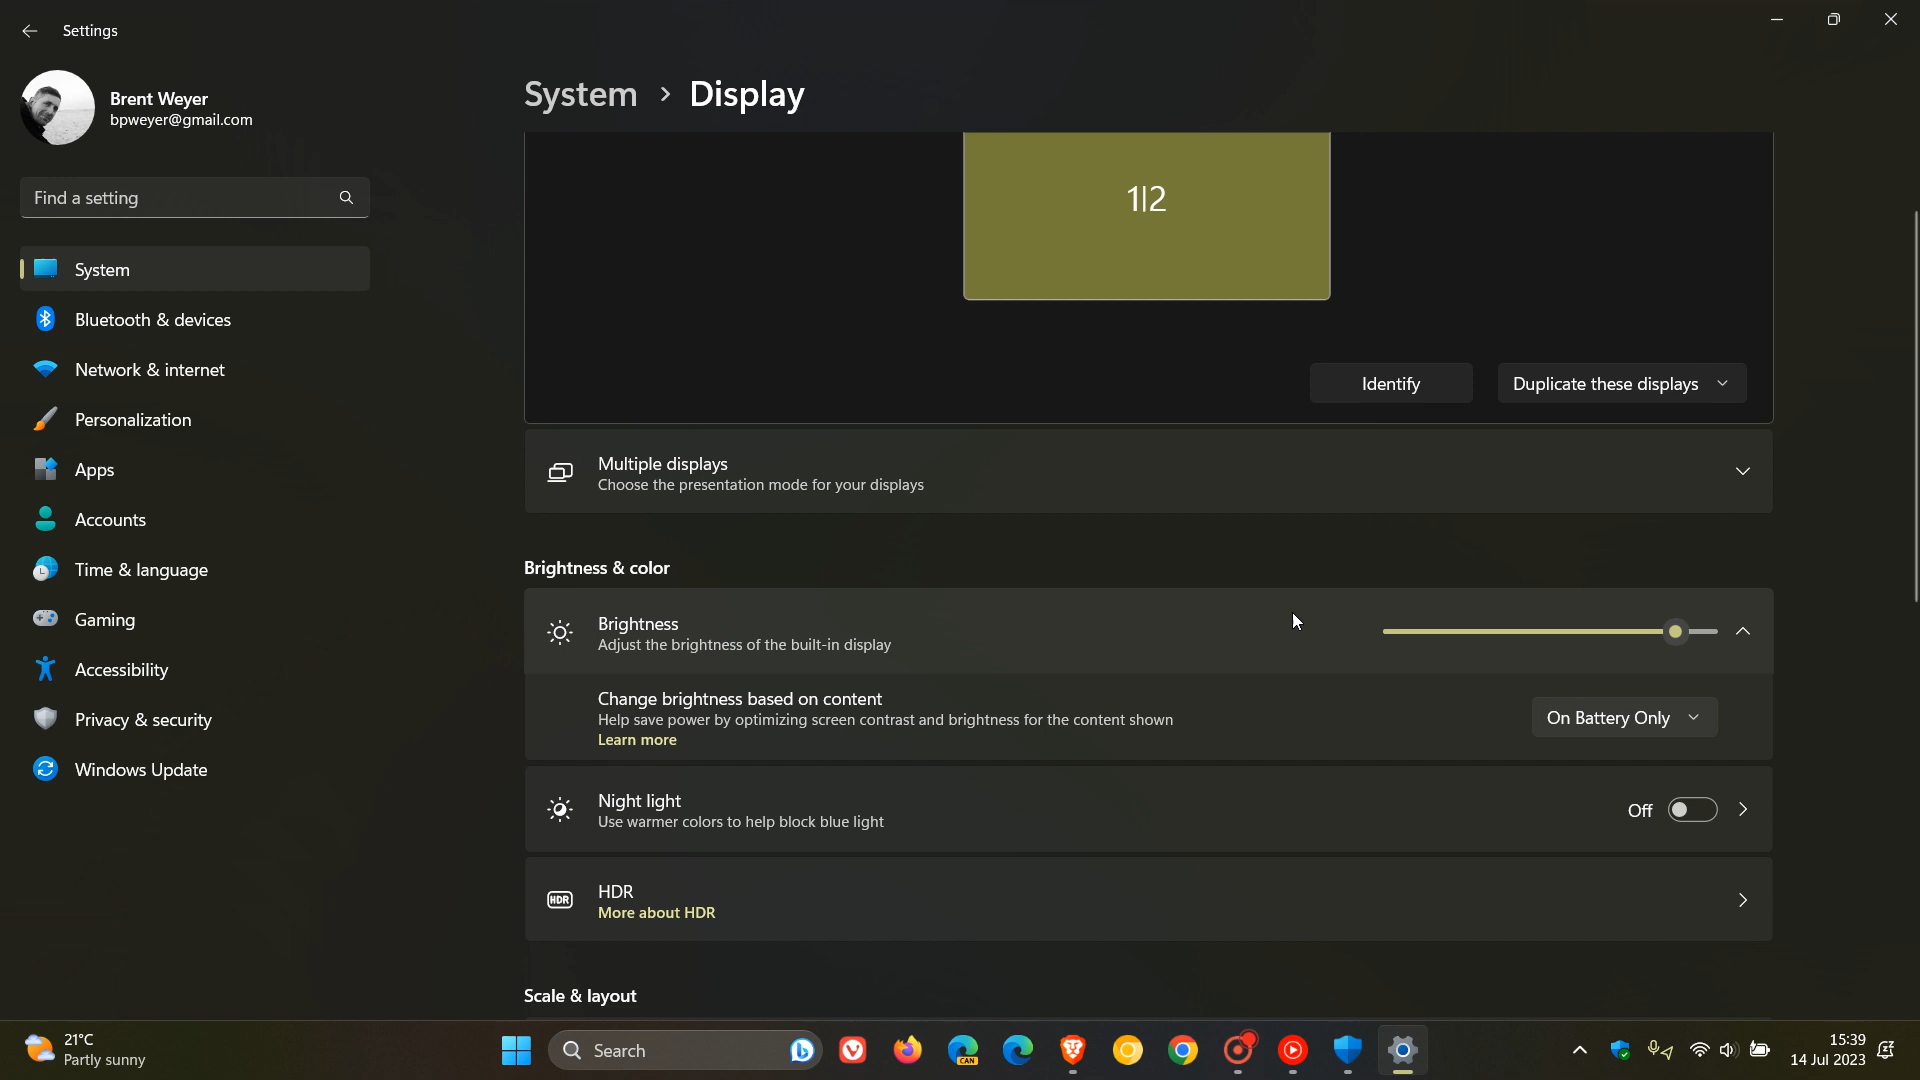 Settings
Brent Weyer
bpweyer@gmail.com
Find a setting
System
Bluetooth & devices
Network & internet
Personalization
Apps
Accounts
Time & language
Gaming
Accessibility
Privacy & security
Windows Update
System > Display
1|2
Identify
Duplicate these displays
Multiple displays
Choose the presentation mode for your displays
Brightness & color
Brightness
Adjust the brightness of the built-in display
Change brightness based on content
Help save power by optimizing screen contrast and brightness for the content shown
Learn more
On Battery Only
Night light
Use warmer colors to help block blue light
Off
HDR
HDR
More about HDR
Scale & layout
21°C
Partly sunny
Search
CAN
15:39
14 Jul 2023